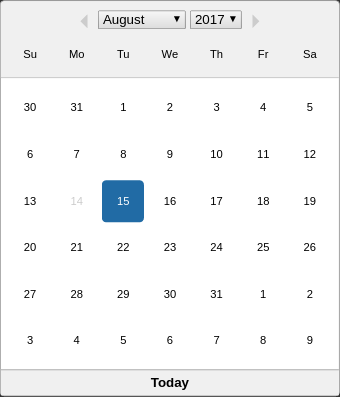 August 2017
Su Mo Tu We Th Fr Sa
30 31 1 2 3 4 5
6 7 8 9 10 11 12
13 14 15 16 17 18 19
20 21 22 23 24 25 26
27 28 29 30 31 1 2
3 4 5 6 7 8 9
Today